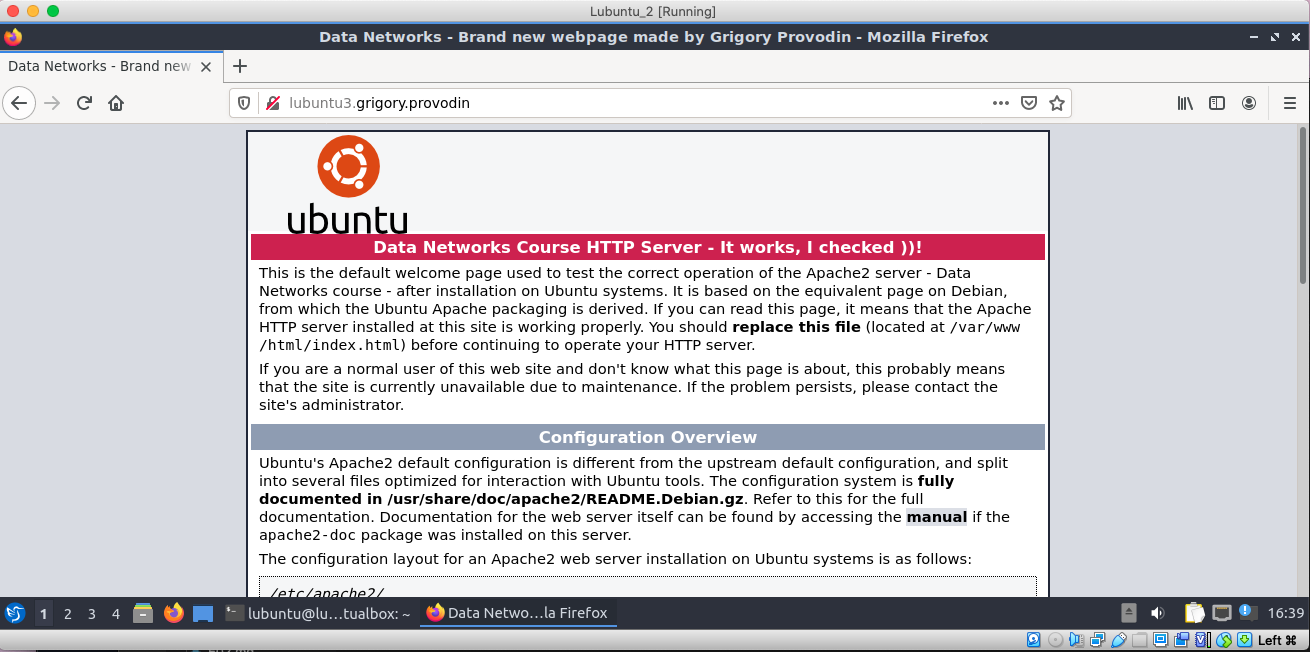 Lubuntu_2 [Running]
Data Networks - Brand new webpage made by Grigory Provodin - Mozilla Firefox
Data Networks - Brand new
lubuntu3.grigory.provodin
ubuntu
Data Networks Course HTTP Server - It works, I checked ))!
This is the default welcome page used to test the correct operation of the Apache2 server - Data
Networks course - after installation on Ubuntu systems. It is based on the equivalent page on Debian,
from which the Ubuntu Apache packaging is derived. If you can read this page, it means that the Apache
HTTP server installed at this site is working properly. You should replace this file (located at /var/www
/html/index.html) before continuing to operate your HTTP server.
If you are a normal user of this web site and don't know what this page is about, this probably means
that the site is currently unavailable due to maintenance. If the problem persists, please contact the
site's administrator.
Configuration Overview
Ubuntu's Apache2 default configuration is different from the upstream default configuration, and split
into several files optimized for interaction with Ubuntu tools. The configuration system is fully
documented in /usr/share/doc/apache2/README.Debian.gz. Refer to this for the full
documentation. Documentation for the web server itself can be found by accessing the manual if the
apache2-doc package was installed on this server.
The configuration layout for an Apache2 web server installation on Ubuntu systems is as follows:
/etc/apache2/
1 2 3 4 lubuntu@lu…tualbox: ~ Data Netwo…la Firefox 16:39
Left ⌘